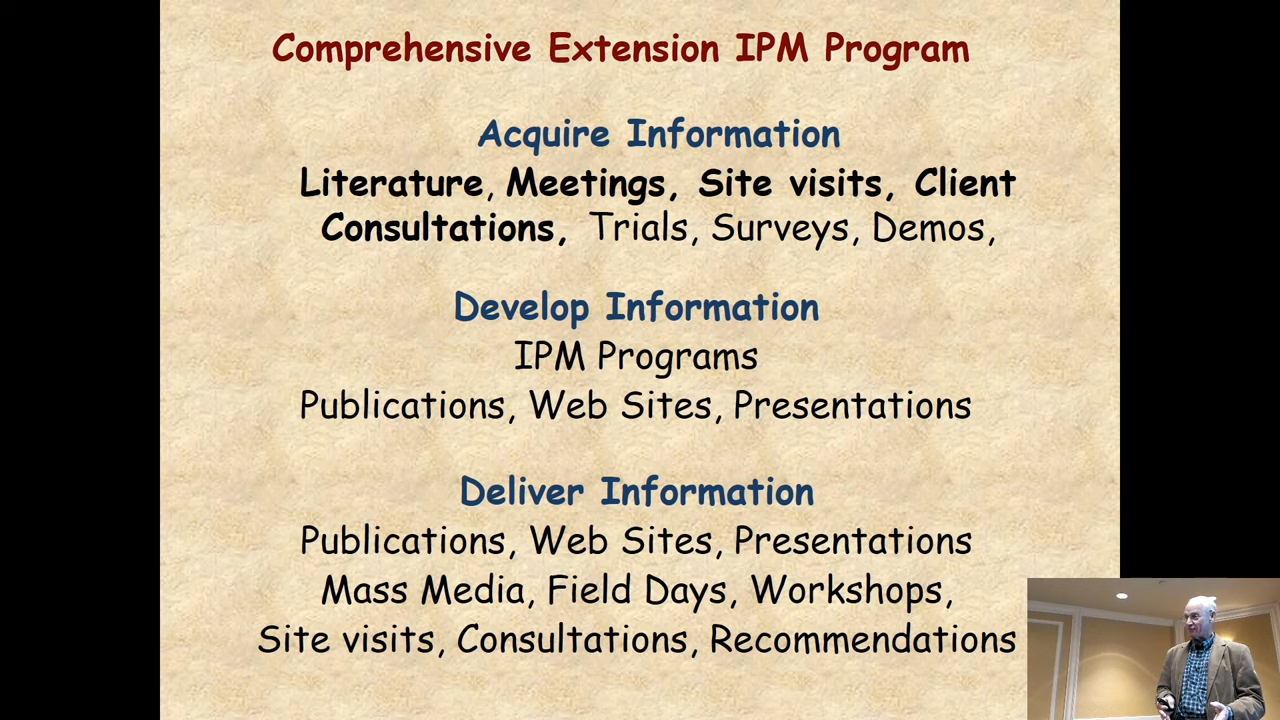 Comprehensive Extension IPM Program
Acquire Information
Literature, Meetings, Site visits, Client
Consultations, Trials, Surveys, Demos,
Develop Information
IPM Programs
Publications, Web Sites, Presentations
Deliver Information
Publications, Web Sites, Presentations
Mass Media, Field Days, Workshops,
Site visits, Consultations, Recommendations